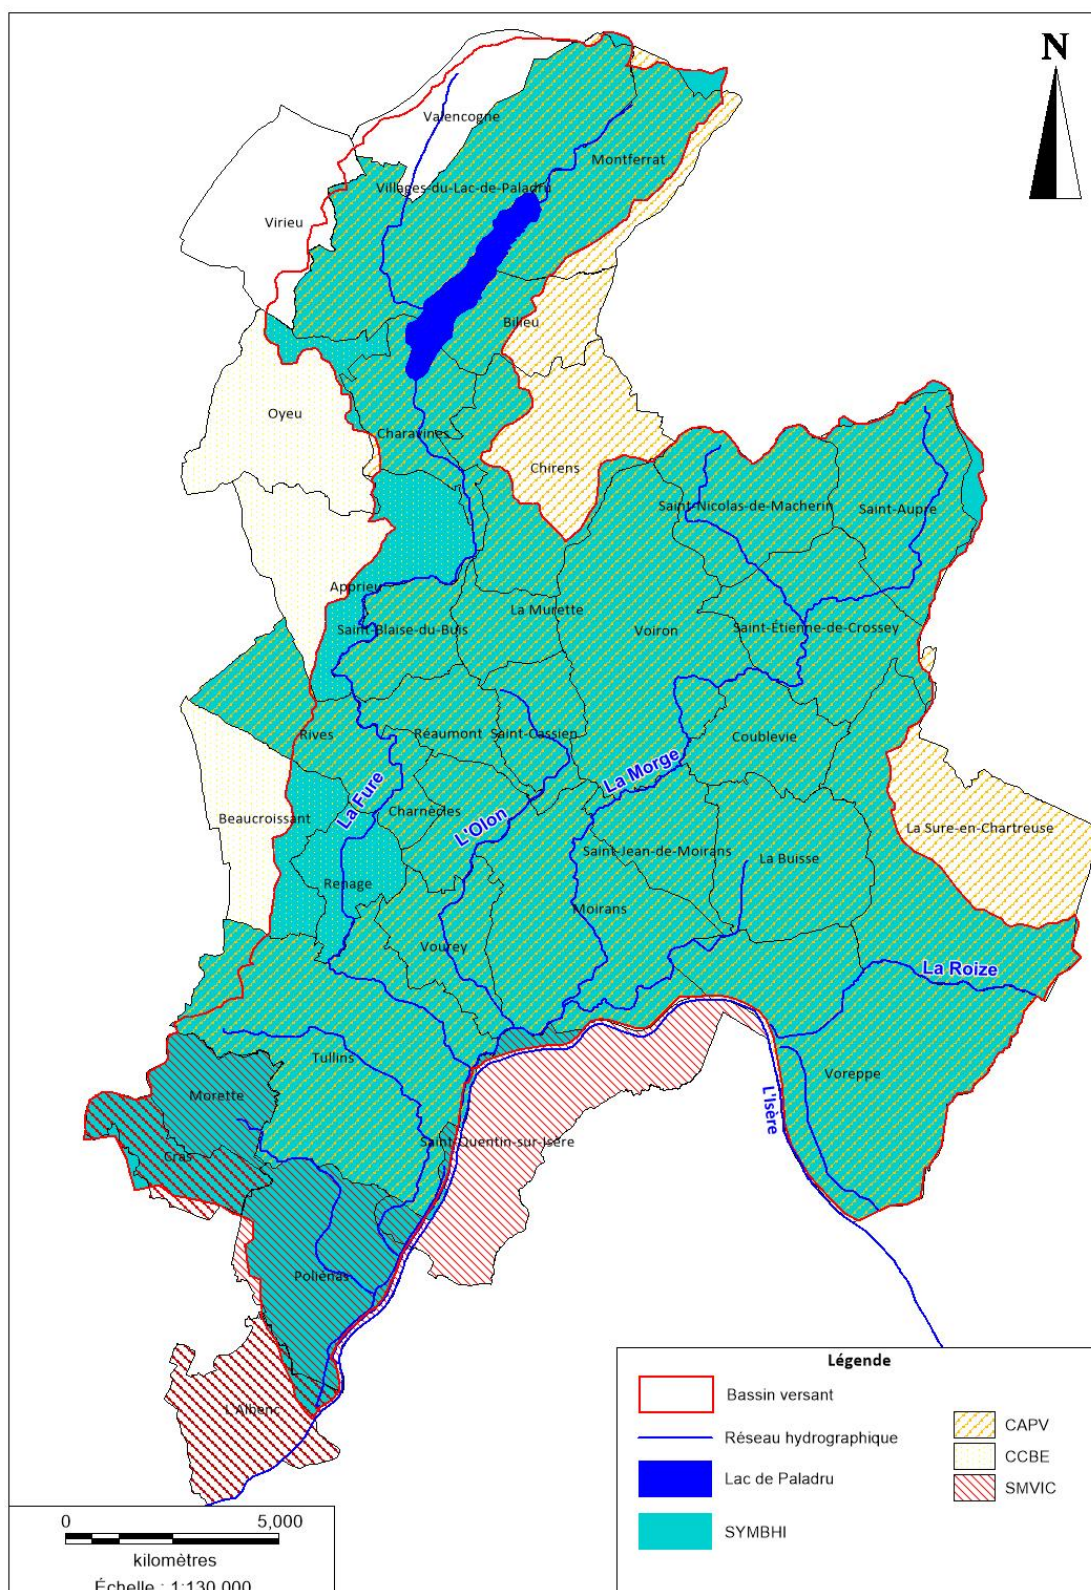 N
Valencogne
Montferrat
Villages-du-Lac-de-Paladru
Virieu
Bilieu
Oyeu
Charavines
Chirens
Saint-Nicolas-de-Macherin
Saint-Aupre
Apprieu
La Murette
Saint-Blaise-du-Buis
Voiron
Saint-Étienne-de-Crossey
Rives
Réaumont
Saint-Cassien
Coublevie
La Morge
La Fure
Charnècles
L'Olon
Beaucroissant
La Sure-en-Chartreuse
Saint-Jean-de-Moirans
La Buisse
Renage
Moirans
Vourey
La Roize
Tullins
Voreppe
Morette
L'Isère
Saint-Quentin-sur-Isère
Cras
Poliénas
L'Albenc
Légende
Bassin versant
Réseau hydrographique
Lac de Paladru
SYMBHI
CAPV
CCBE
SMVIC
0 5,000
kilomètres
Échelle : 1:130 000